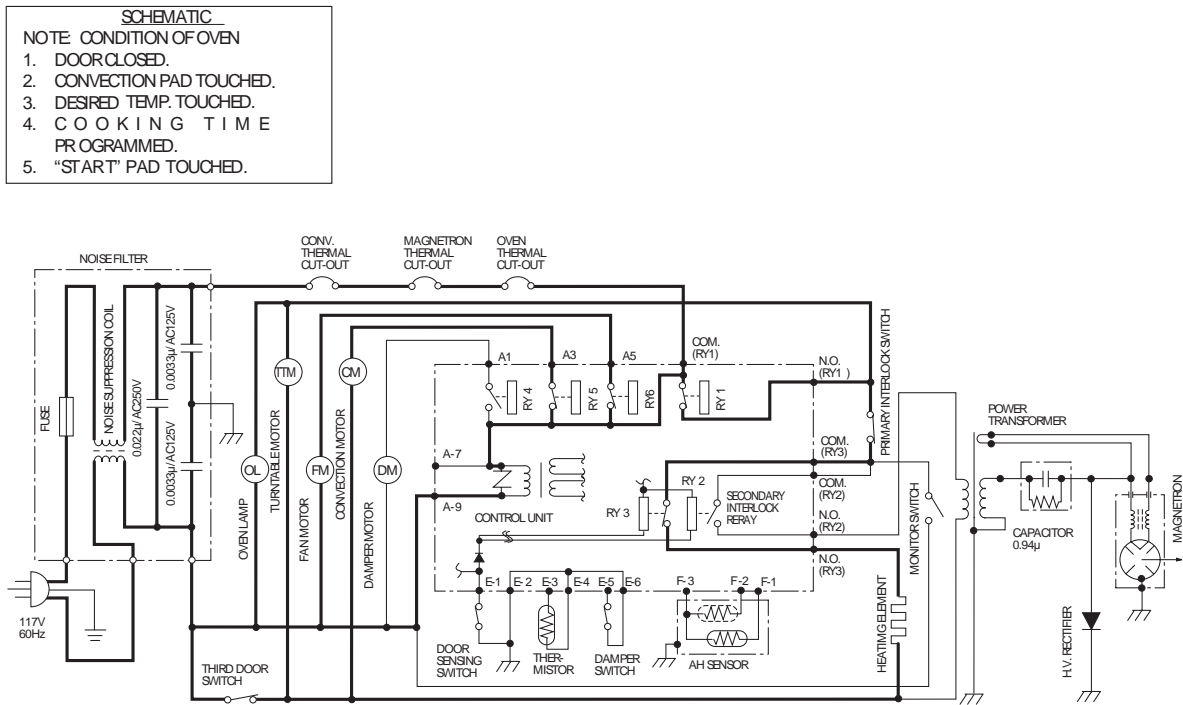 SCHEMATIC
NOTE: CONDITION OF OVEN
1. DOOR CLOSED.
2. CONVECTION PAD TOUCHED.
3. DESIRED TEMP. TOUCHED.
4. COOKING TIME
PROGRAMMED.
5. “START” PAD TOUCHED.
NOISE FILTER
CONV.
THERMAL
CUT-OUT
MAGNETRON
THERMAL
CUT-OUT
OVEN
THERMAL
CUT-OUT
FUSE
NOISE SUPPRESSION COIL
0.022µ/ AC250V
0.0033µ/ AC125V
0.0033µ/ AC125V
117V
60Hz
OL
OVEN LAMP
TTM
TURNTABLE MOTOR
FM
FAN MOTOR
CM
CONVECTION MOTOR
DM
DAMPER MOTOR
A1
A3
A5
COM.
(RY1)
N.O.
(RY1 )
RY 4
RY 5
RY6
RY 1
PRIMARY INTERLOCK SWITCH
A-7
A-9
CONTROL UNIT
COM.
(RY3)
COM.
(RY2)
N.O.
(RY2)
N.O.
(RY3)
RY 3
RY 2
SECONDARY
INTERLOCK
RERAY
E-1
E- 2
E-3
E-4
E-5
E-6
F- 3
F-2
F-1
DOOR
SENSING
SWITCH
THER-
MISTOR
DAMPER
SWITCH
AH SENSOR
THIRD DOOR
SWITCH
HEATIMG ELEMENT
MONITOR SWITCH
POWER
TRANSFORMER
CAPACITOR
0.94µ
H.V. RECTIFIER
MAGNETRON